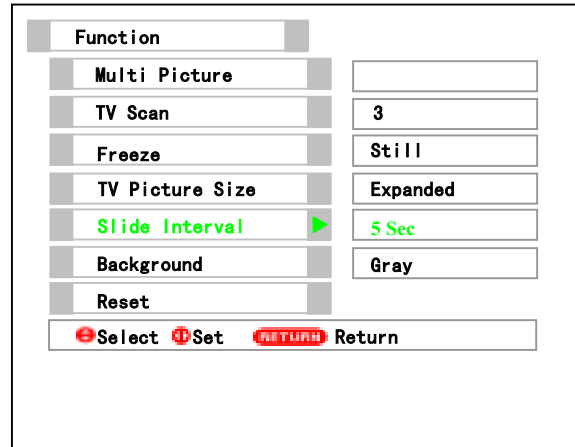 Function
Multi Picture
TV Scan 3
Freeze Still
TV Picture Size Expanded
Slide Interval 5 Sec
Background Gray
Reset
Select Set RETURN Return